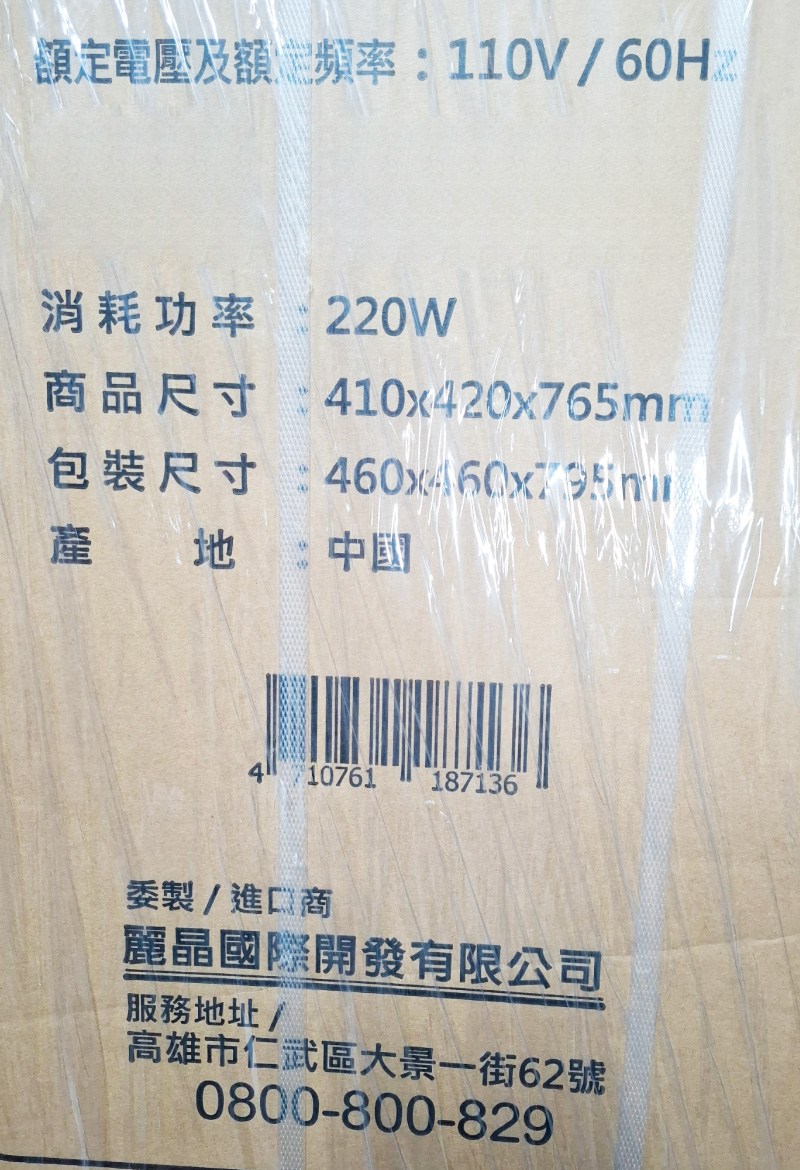 額定電壓及額定頻率：110V / 60Hz
消耗功率：220W
商品尺寸：410x420x765mm
包裝尺寸：460x460x795mm
產地：中國
4 710761 187136
委製 / 進口商
麗晶國際開發有限公司
服務地址 /
高雄市仁武區大景一街62號
0800-800-829